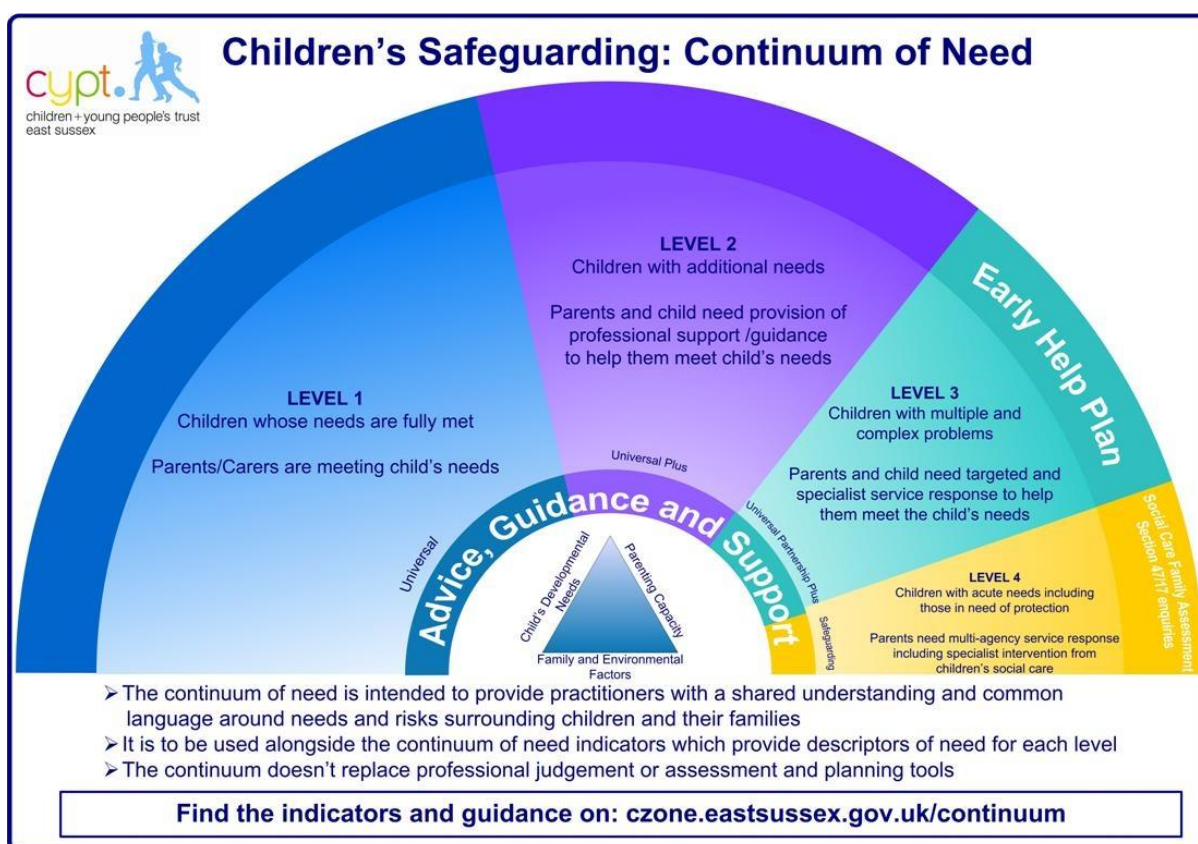 Children's Safeguarding: Continuum of Need
cypt.
children + young people's trust
east sussex
LEVEL 1
Children whose needs are fully met
Parents/Carers are meeting child's needs
LEVEL 2
Children with additional needs
Parents and child need provision of
professional support /guidance
to help them meet child's needs
LEVEL 3
Children with multiple and
complex problems
Parents and child need targeted and
specialist service response to help
them meet the child's needs
Early Help Plan
LEVEL 4
Children with acute needs including
those in need of protection
Parents need multi-agency service response
including specialist intervention from
children's social care
Social Care Family Assessment
Section 47/17 enquiries
Universal
Universal Plus
Universal Partnership Plus
Safeguarding
Advice, Guidance and Support
Child's Developmental
Needs
Parenting Capacity
Family and Environmental
Factors
➤ The continuum of need is intended to provide practitioners with a shared understanding and common
language around needs and risks surrounding children and their families
➤ It is to be used alongside the continuum of need indicators which provide descriptors of need for each level
➤ The continuum doesn't replace professional judgement or assessment and planning tools
Find the indicators and guidance on: czone.eastsussex.gov.uk/continuum